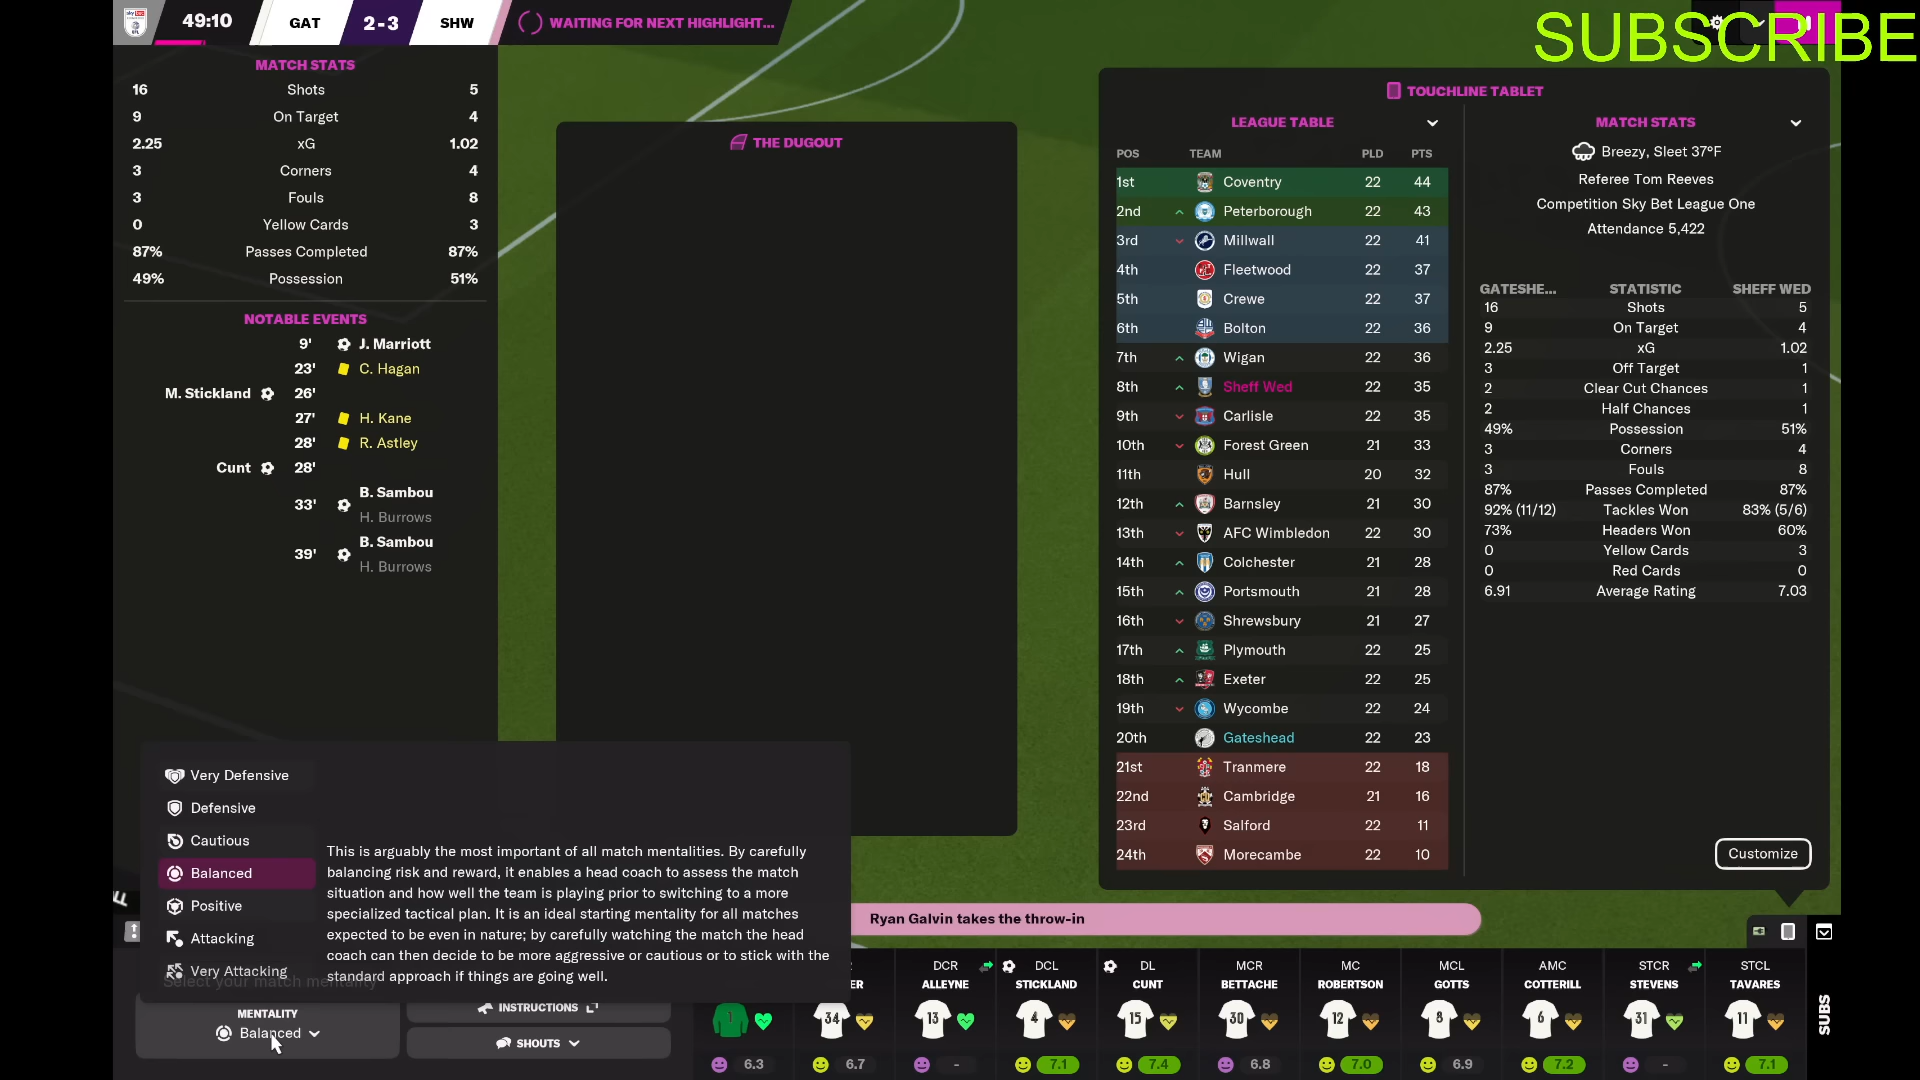 49:10
GAT
2-3
SHW
WAITING FOR NEXT HIGHLIGHT...
SUBSCRIBE
MATCH STATS
16 Shots 5
9 On Target 4
2.25 xG 1.02
3 Corners 4
3 Fouls 8
0 Yellow Cards 3
87% Passes Completed 87%
49% Possession 51%
NOTABLE EVENTS
9' J. Marriott
23' C. Hagan
M. Stickland 26'
27' H. Kane
28' R. Astley
Cunt 28'
B. Sambou
33'
H. Burrows
B. Sambou
39'
H. Burrows
THE DUGOUT
TOUCHLINE TABLET
LEAGUE TABLE
POS TEAM PLD PTS
1st Coventry 22 44
2nd Peterborough 22 43
3rd Millwall 22 41
4th Fleetwood 22 37
5th Crewe 22 37
6th Bolton 22 36
7th Wigan 22 36
8th Sheff Wed 22 35
9th Carlisle 22 35
10th Forest Green 21 33
11th Hull 20 32
12th Barnsley 21 30
13th AFC Wimbledon 22 30
14th Colchester 21 28
15th Portsmouth 21 28
16th Shrewsbury 21 27
17th Plymouth 22 25
18th Exeter 22 25
19th Wycombe 22 24
20th Gateshead 22 23
21st Tranmere 22 18
22nd Cambridge 21 16
23rd Salford 22 11
24th Morecambe 22 10
MATCH STATS
Breezy, Sleet 37°F
Referee Tom Reeves
Competition Sky Bet League One
Attendance 5,422
GATESHE... STATISTIC SHEFF WED
16 Shots 5
9 On Target 4
2.25 xG 1.02
3 Off Target 1
2 Clear Cut Chances 1
2 Half Chances 1
49% Possession 51%
3 Corners 4
3 Fouls 8
87% Passes Completed 87%
92% (11/12) Tackles Won 83% (5/6)
73% Headers Won 60%
0 Yellow Cards 3
0 Red Cards 0
6.91 Average Rating 7.03
Customize
Very Defensive
Defensive
Cautious
Balanced
Positive
Attacking
Very Attacking
Select your match mentality
This is arguably the most important of all match mentalities. By carefully
balancing risk and reward, it enables a head coach to assess the match
situation and how well the team is playing prior to switching to a more
specialized tactical plan. It is an ideal starting mentality for all matches
expected to be even in nature; by carefully watching the match the head
coach can then decide to be more aggressive or cautious or to stick with the
standard approach if things are going well.
MENTALITY
Balanced
INSTRUCTIONS
SHOUTS
Ryan Galvin takes the throw-in
R DCR DCL DL MCR MC MCL AMC STCR STCL
ER ALLEYNE STICKLAND CUNT BETTACHE ROBERTSON GOTTS COTTERILL STEVENS TAVARES
1 34 13 4 15 30 12 8 6 31 11
6.3 6.7 - 7.1 7.4 6.8 7.0 6.9 7.2 - 7.1
SUBS